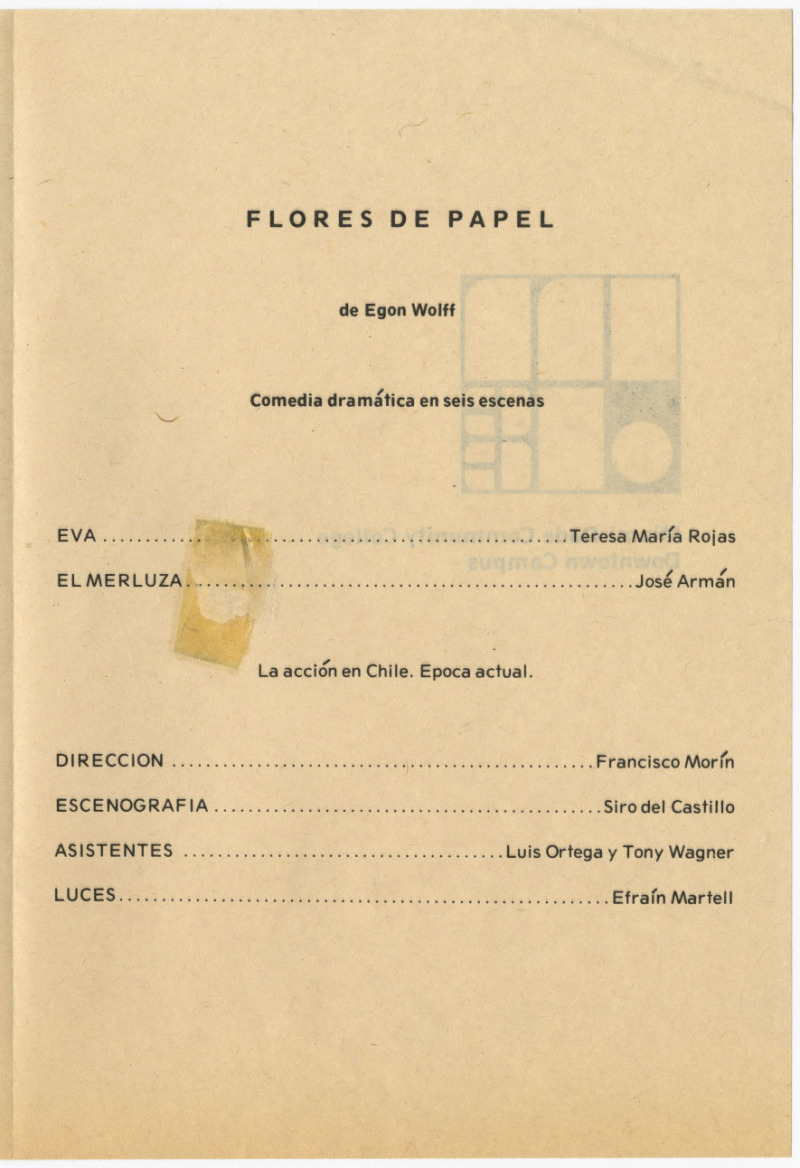 FLORES DE PAPEL
de Egon Wolff
Comedia dramática en seis escenas
EVA ........................................................ Teresa María Rojas
EL MERLUZA ........................................................ José Armán
La acción en Chile. Epoca actual.
DIRECCION ........................................................ Francisco Morín
ESCENOGRAFIA ........................................................ Siro del Castillo
ASISTENTES ........................................................ Luis Ortega y Tony Wagner
LUCES ........................................................ Efraín Martell